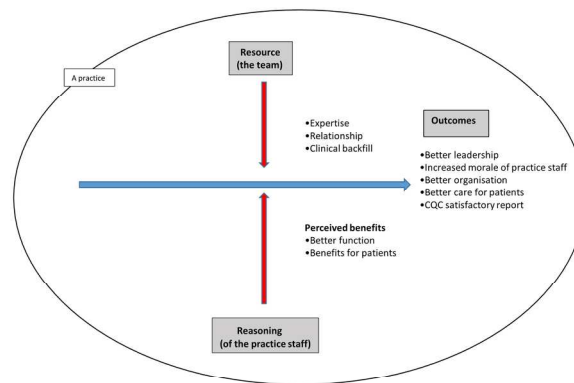 Resource
(the team)
A practice
•Expertise
•Relationship
•Clinical backfill
Outcomes
•Better leadership
•Increased morale of practice staff
•Better organisation
•Better care for patients
•CQC satisfactory report
Perceived benefits
•Better function
•Benefits for patients
Reasoning
(of the practice staff)